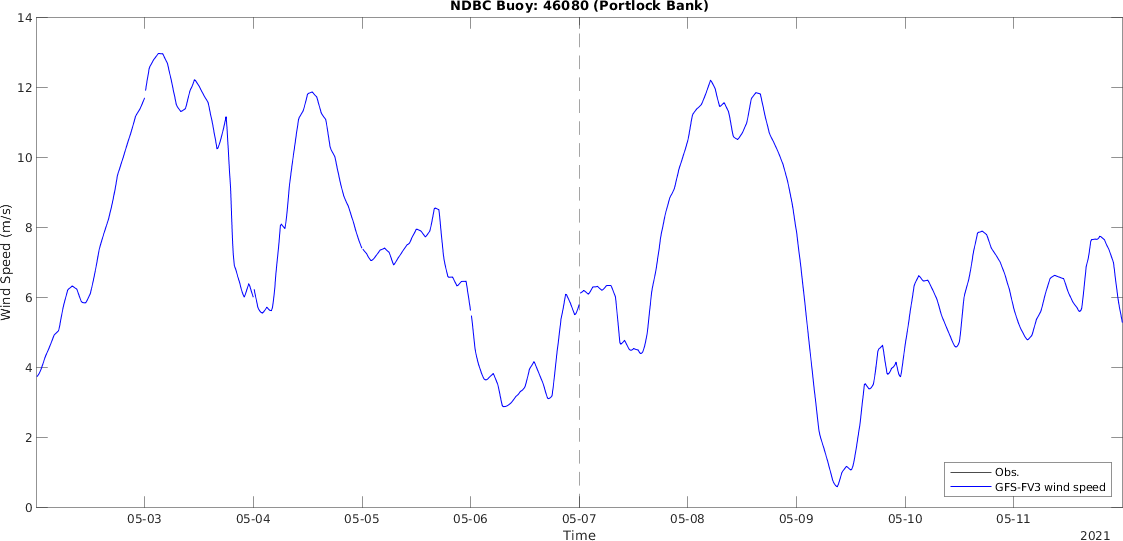 NDBC Buoy: 46080 (Portlock Bank)
14
12
10
8
6
4
2
0
Wind Speed (m/s)
05-03 05-04 05-05 05-06 05-07 05-08 05-09 05-10 05-11
Time
2021
Obs.
GFS-FV3 wind speed